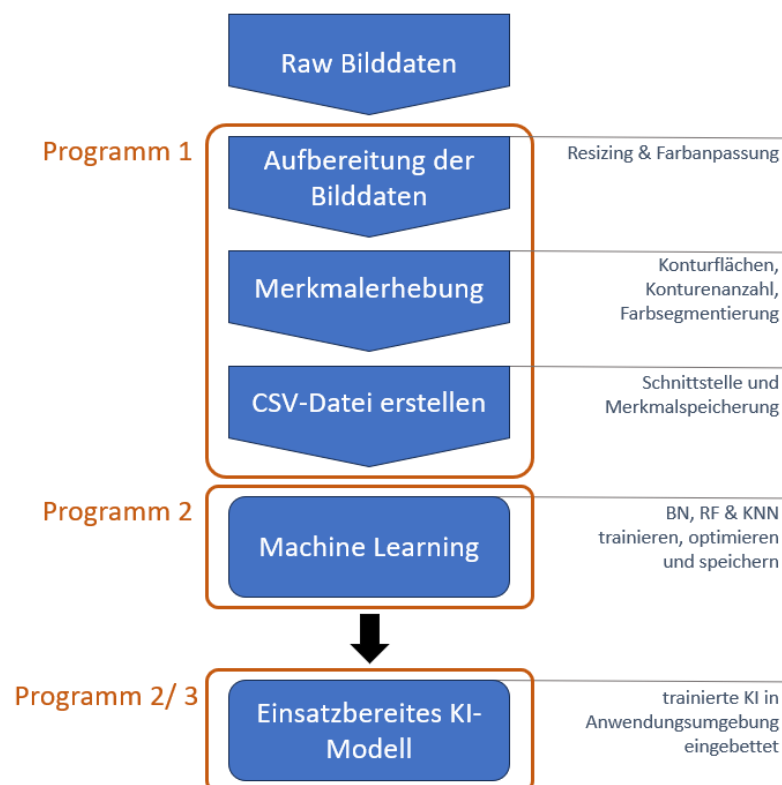 Raw Bilddaten
Programm 1
Aufbereitung der
Bilddaten
Resizing & Farbanpassung
Merkmalerhebung
Konturflächen,
Konturenanzahl,
Farbsegmentierung
CSV-Datei erstellen
Schnittstelle und
Merkmalspeicherung
Programm 2
Machine Learning
BN, RF & KNN
trainieren, optimieren
und speichern
Programm 2/ 3
Einsatzbereites KI-
Modell
trainierte KI in
Anwendungsumgebung
eingebettet